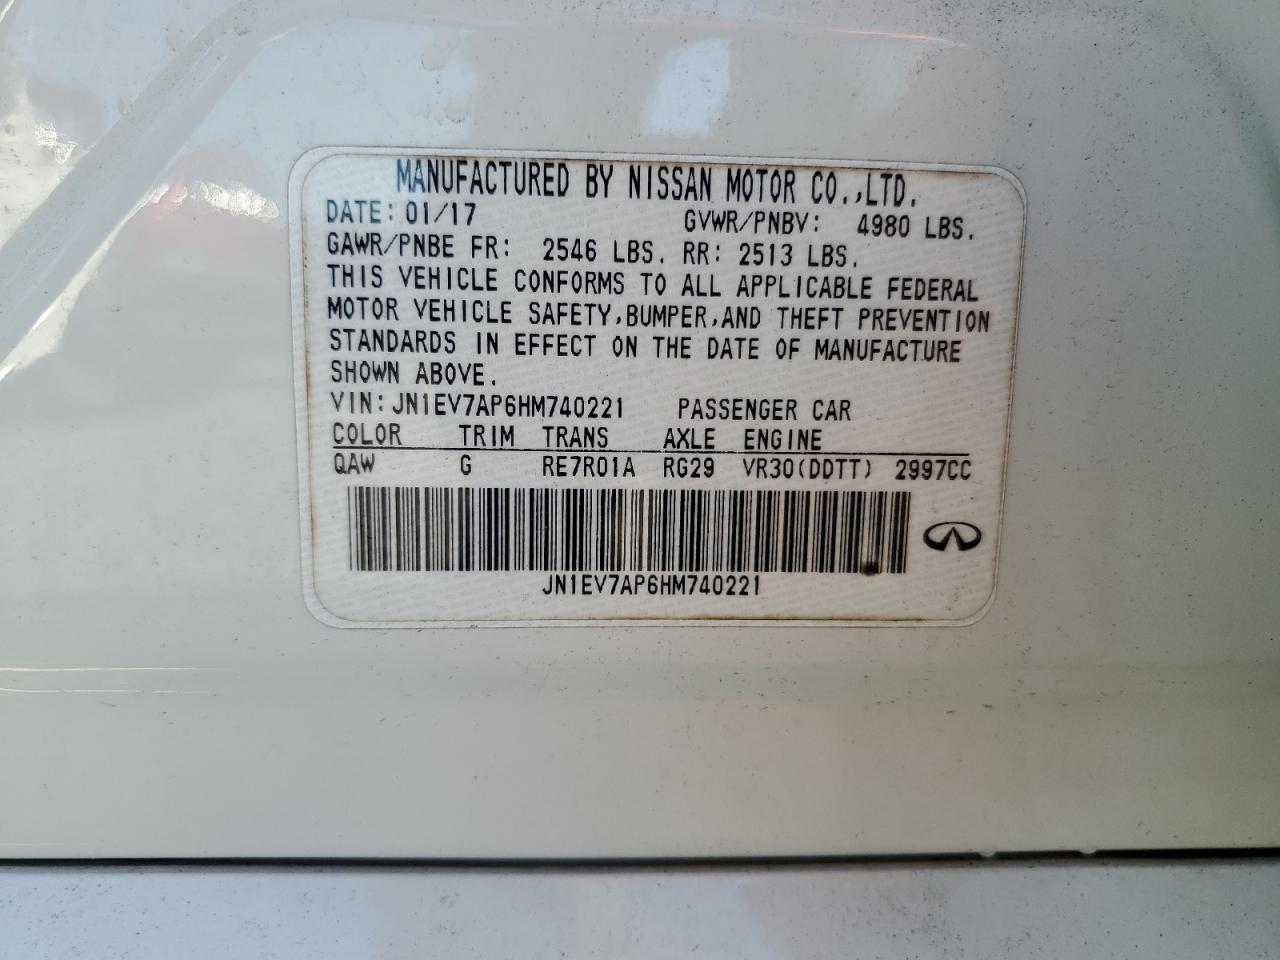 MANUFACTURED BY NISSAN MOTOR CO.,LTD.
DATE: 01/17 GVWR/PNBV: 4980 LBS.
GAWR/PNBE FR: 2546 LBS. RR: 2513 LBS.
THIS VEHICLE CONFORMS TO ALL APPLICABLE FEDERAL
MOTOR VEHICLE SAFETY,BUMPER,AND THEFT PREVENTION
STANDARDS IN EFFECT ON THE DATE OF MANUFACTURE
SHOWN ABOVE.
VIN: JN1EV7AP6HM740221 PASSENGER CAR
COLOR TRIM TRANS AXLE ENGINE
QAW G RE7R01A RG29 VR30(DDTT) 2997CC
JN1EV7AP6HM740221